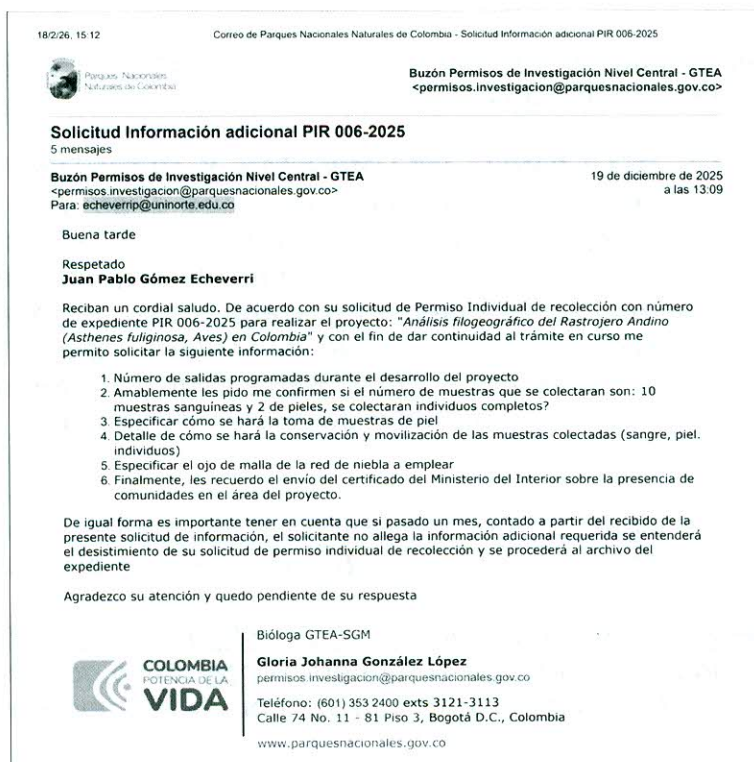 18/2/26, 15:12
Correo de Parques Nacionales Naturales de Colombia - Solicitud Información adicional PIR 006-2025
Parques Nacionales
Naturales de Colombia
Buzón Permisos de Investigación Nivel Central - GTEA
<permisos.investigacion@parquesnacionales.gov.co>
Solicitud Información adicional PIR 006-2025
5 mensajes
Buzón Permisos de Investigación Nivel Central - GTEA
<permisos.investigacion@parquesnacionales.gov.co>
Para: echeverrip@uninorte.edu.co
19 de diciembre de 2025
a las 13:09
Buena tarde
Respetado
Juan Pablo Gómez Echeverri
Reciban un cordial saludo. De acuerdo con su solicitud de Permiso Individual de recolección con número
de expediente PIR 006-2025 para realizar el proyecto: "Análisis filogeográfico del Rastrojero Andino
(Asthenes fuliginosa, Aves) en Colombia" y con el fin de dar continuidad al trámite en curso me
permito solicitar la siguiente información:
1. Número de salidas programadas durante el desarrollo del proyecto
2. Amablemente les pido me confirmen si el número de muestras que se colectaran son: 10
muestras sanguíneas y 2 de pieles, se colectaran individuos completos?
3. Especificar cómo se hará la toma de muestras de piel
4. Detalle de cómo se hará la conservación y movilización de las muestras colectadas (sangre, piel.
individuos)
5. Especificar el ojo de malla de la red de niebla a emplear
6. Finalmente, les recuerdo el envío del certificado del Ministerio del Interior sobre la presencia de
comunidades en el área del proyecto.
De igual forma es importante tener en cuenta que si pasado un mes, contado a partir del recibido de la
presente solicitud de información, el solicitante no allega la información adicional requerida se entenderá
el desistimiento de su solicitud de permiso individual de recolección y se procederá al archivo del
expediente
Agradezco su atención y quedo pendiente de su respuesta
COLOMBIA
POTENCIA DE LA
VIDA
Bióloga GTEA-SGM
Gloria Johanna González López
permisos.investigacion@parquesnacionales.gov.co
Teléfono: (601) 353 2400 exts 3121-3113
Calle 74 No. 11 - 81 Piso 3, Bogotá D.C., Colombia
www.parquesnacionales.gov.co